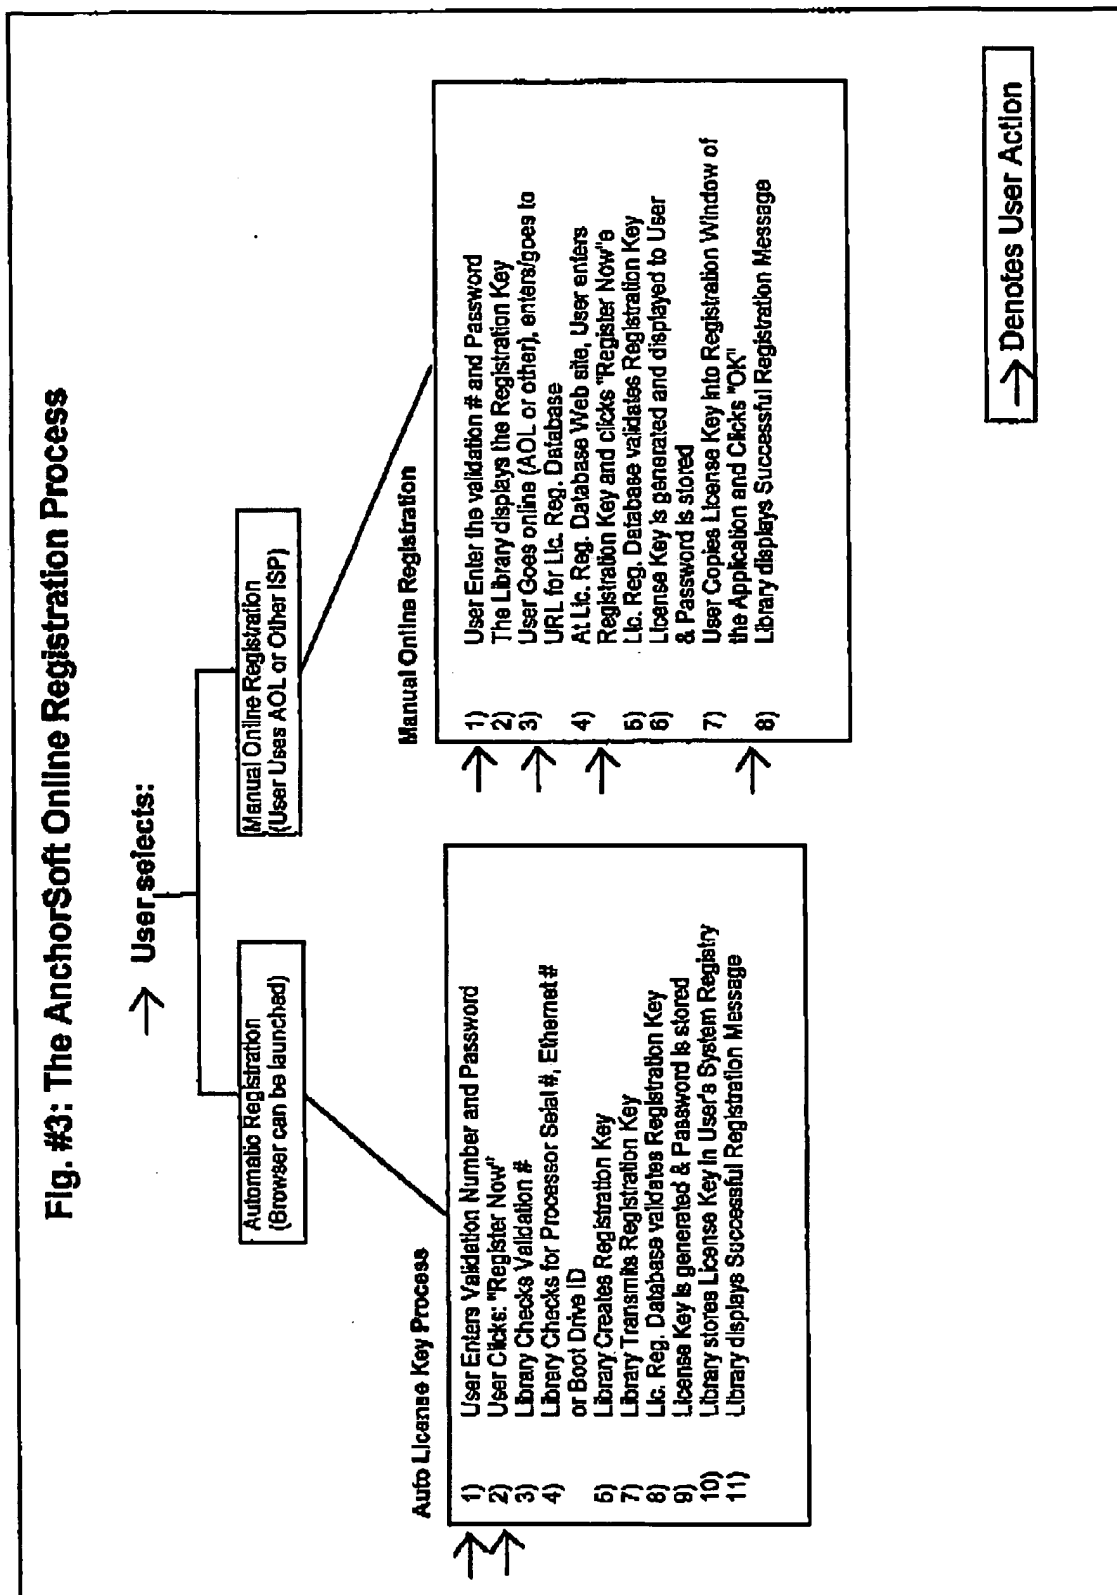 Fig. #3: The AnchorSoft Online Registration Process
User selects:
Automatic Registration
(Browser can be launched)
Manual Online Registration
(User Uses AOL or Other ISP)
Auto License Key Process
1) User Enters Validation Number and Password
2) User Clicks: "Register Now"
3) Library Checks Validation #
4) Library Checks for Processor Serial #, Ethernet #
or Boot Drive ID
5) Library Creates Registration Key
7) Library Transmits Registration Key
8) Lic. Reg. Database validates Registration Key
9) License Key is generated & Password is stored
10) Library stores License Key in User's System Registry
11) Library displays Successful Registration Message
Manual Online Registration
1) User Enter the validation # and Password
2) The Library displays the Registration Key
3) User Goes online (AOL or other), enters/goes to
URL for Lic. Reg. Database
4) At Lic. Reg. Database Web site, User enters
Registration Key and clicks "Register Now"s
5) Lic. Reg. Database validates Registration Key
6) License Key is generated and displayed to User
& Password is stored
7) User Copies License Key into Registration Window of
the Application and Clicks "OK"
8) Library displays Successful Registration Message
Denotes User Action